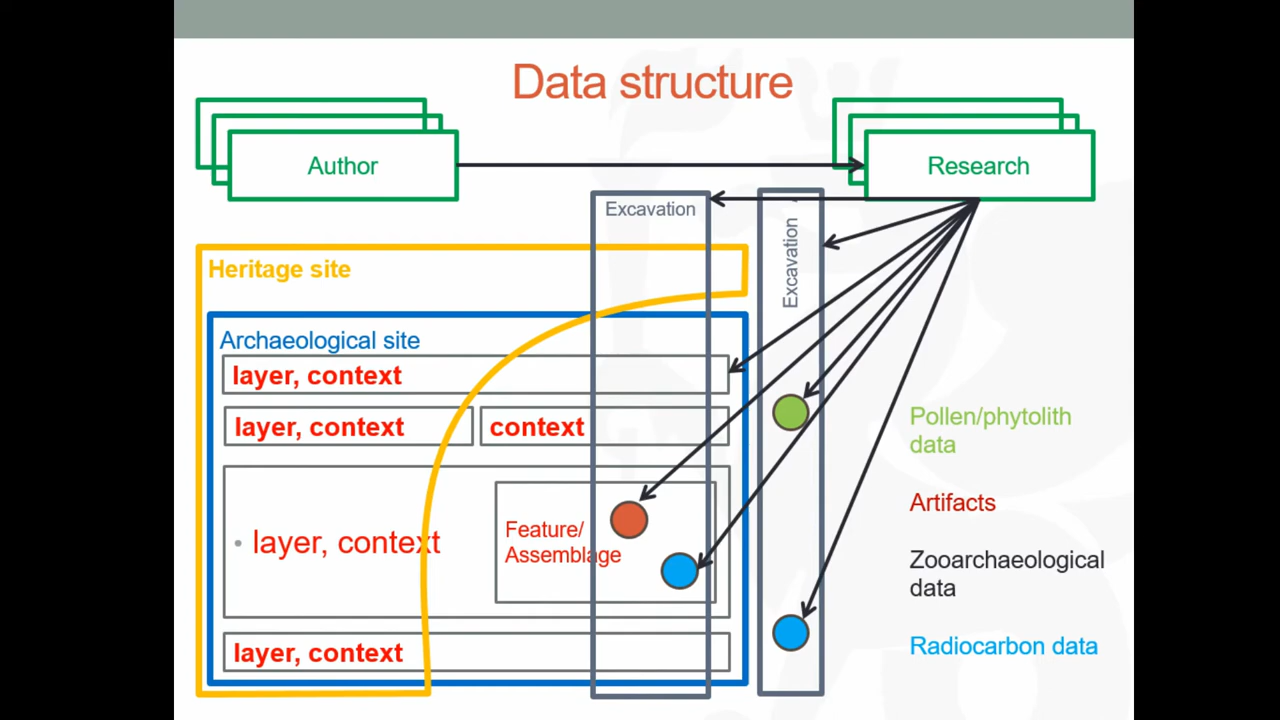 Data structure
Author
Research
Excavation
Excavation
Heritage site
Archaeological site
layer, context
layer, context
context
• layer, context
Feature/
Assemblage
layer, context
Pollen/phytolith
data
Artifacts
Zooarchaeological
data
Radiocarbon data